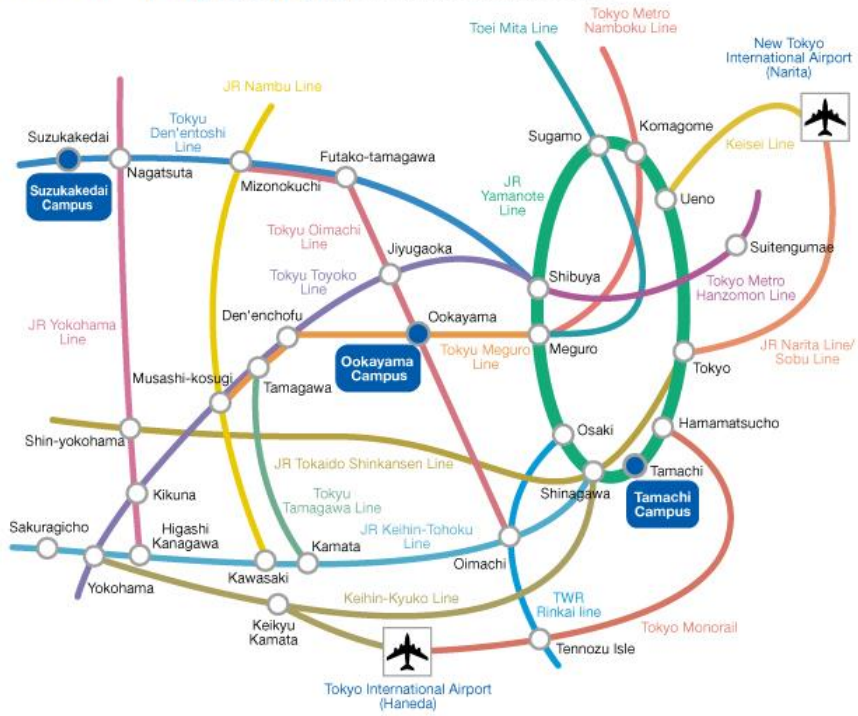 Toei Mita Line
Tokyo Metro
Namboku Line
New Tokyo
International Airport
(Narita)
JR Nambu Line
Tokyu
Den'entoshi
Line
Suzukakedai
Nagatsuta
Mizonokuchi
Futako-tamagawa
Sugamo
Komagome
Keisei Line
Suzukakedai
Campus
JR
Yamanote
Line
Ueno
Tokyu Oimachi
Line
Jiyugaoka
Suitengumae
Tokyu Toyoko
Line
Shibuya
Tokyo Metro
Hanzomon Line
JR Yokohama
Line
Den'enchofu
Ookayama
Tokyu Meguro
Line
Meguro
JR Narita Line/
Sobu Line
Ookayama
Campus
Tokyo
Musashi-kosugi
Tamagawa
Shin-yokohama
JR Tokaido Shinkansen Line
Osaki
Hamamatsucho
Tamachi
Shinagawa
Tamachi
Campus
Kikuna
Tokyu
Tamagawa Line
Sakuragicho
Higashi
Kanagawa
JR Keihin-Tohoku
Line
Kamata
Oimachi
Yokohama
Kawasaki
Keihin-Kyuko Line
TWR
Rinkai line
Keikyu
Kamata
Tokyo Monorail
Tennozu Isle
Tokyo International Airport
(Haneda)